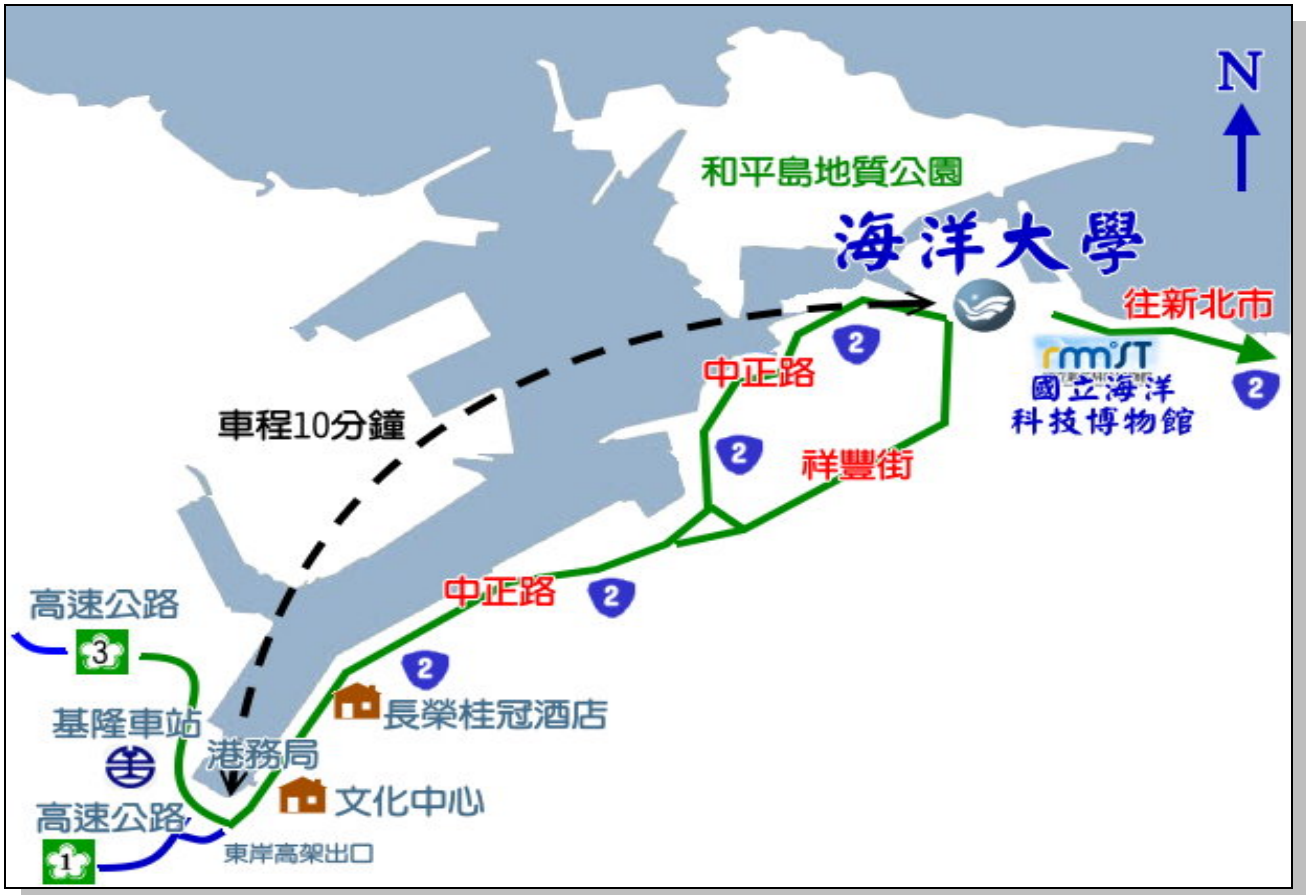 N
和平島地質公園
海洋大學
往新北市
2
rmnST
中正路
國立海洋
科技博物館
2
車程10分鐘
2
祥豐街
中正路
2
高速公路
3
2
長榮桂冠酒店
基隆車站
港務局
文化中心
高速公路
1
東岸高架出口